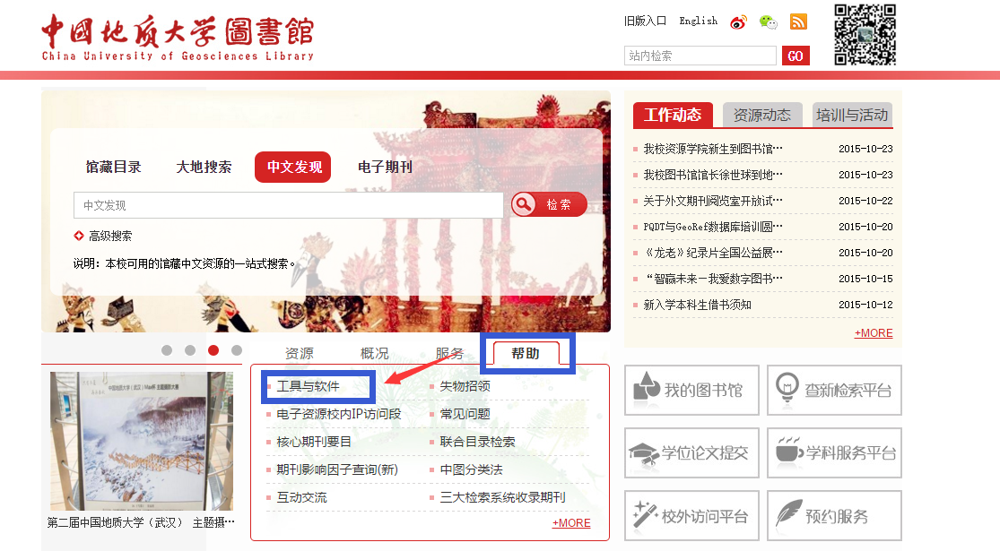 中國地质大学圖書館
China University of Geosciences Library
旧版入口 English
站内检索 GO
馆藏目录 大地搜索 中文发现 电子期刊
中文发现 检索
高级搜索
说明：本校可用的馆藏中文资源的一站式搜索。
工作动态 资源动态 培训与活动
我校资源学院新生到图书馆… 2015-10-23
我校图书馆馆长徐世球到地… 2015-10-23
关于外文期刊阅览室开放试… 2015-10-22
PQDT与GeoRef数据库培训圆… 2015-10-20
《龙老》纪录片全国公益展… 2015-10-20
“智赢未来—我爱数字图书… 2015-10-15
新入学本科生借书须知 2015-10-12
+MORE
资源 概况 服务 帮助
工具与软件 失物招领
电子资源校内IP访问段 常见问题
核心期刊要目 联合目录检索
期刊影响因子查询(新) 中图分类法
互动交流 三大检索系统收录期刊
+MORE
第二届中国地质大学（武汉） 主题摄…
我的图书馆 查新检索平台
学位论文提交 学科服务平台
校外访问平台 预约服务